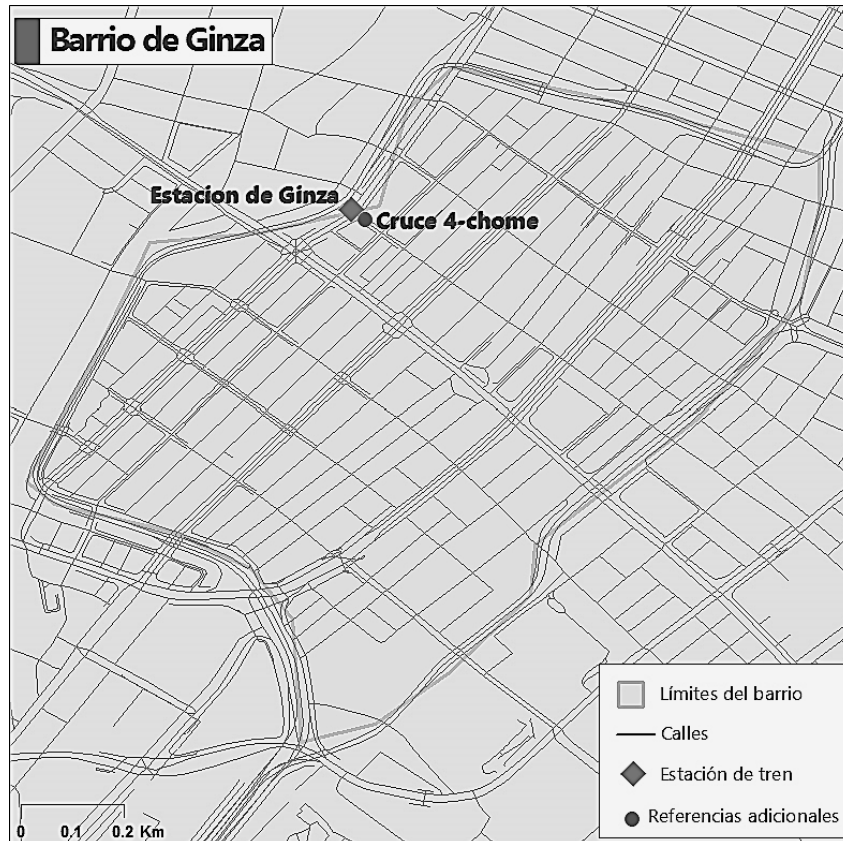 Barrio de Ginza
Estacion de Ginza
Cruce 4-chome
Límites del barrio
Calles
Estación de tren
Referencias adicionales
0 0.1 0.2 Km